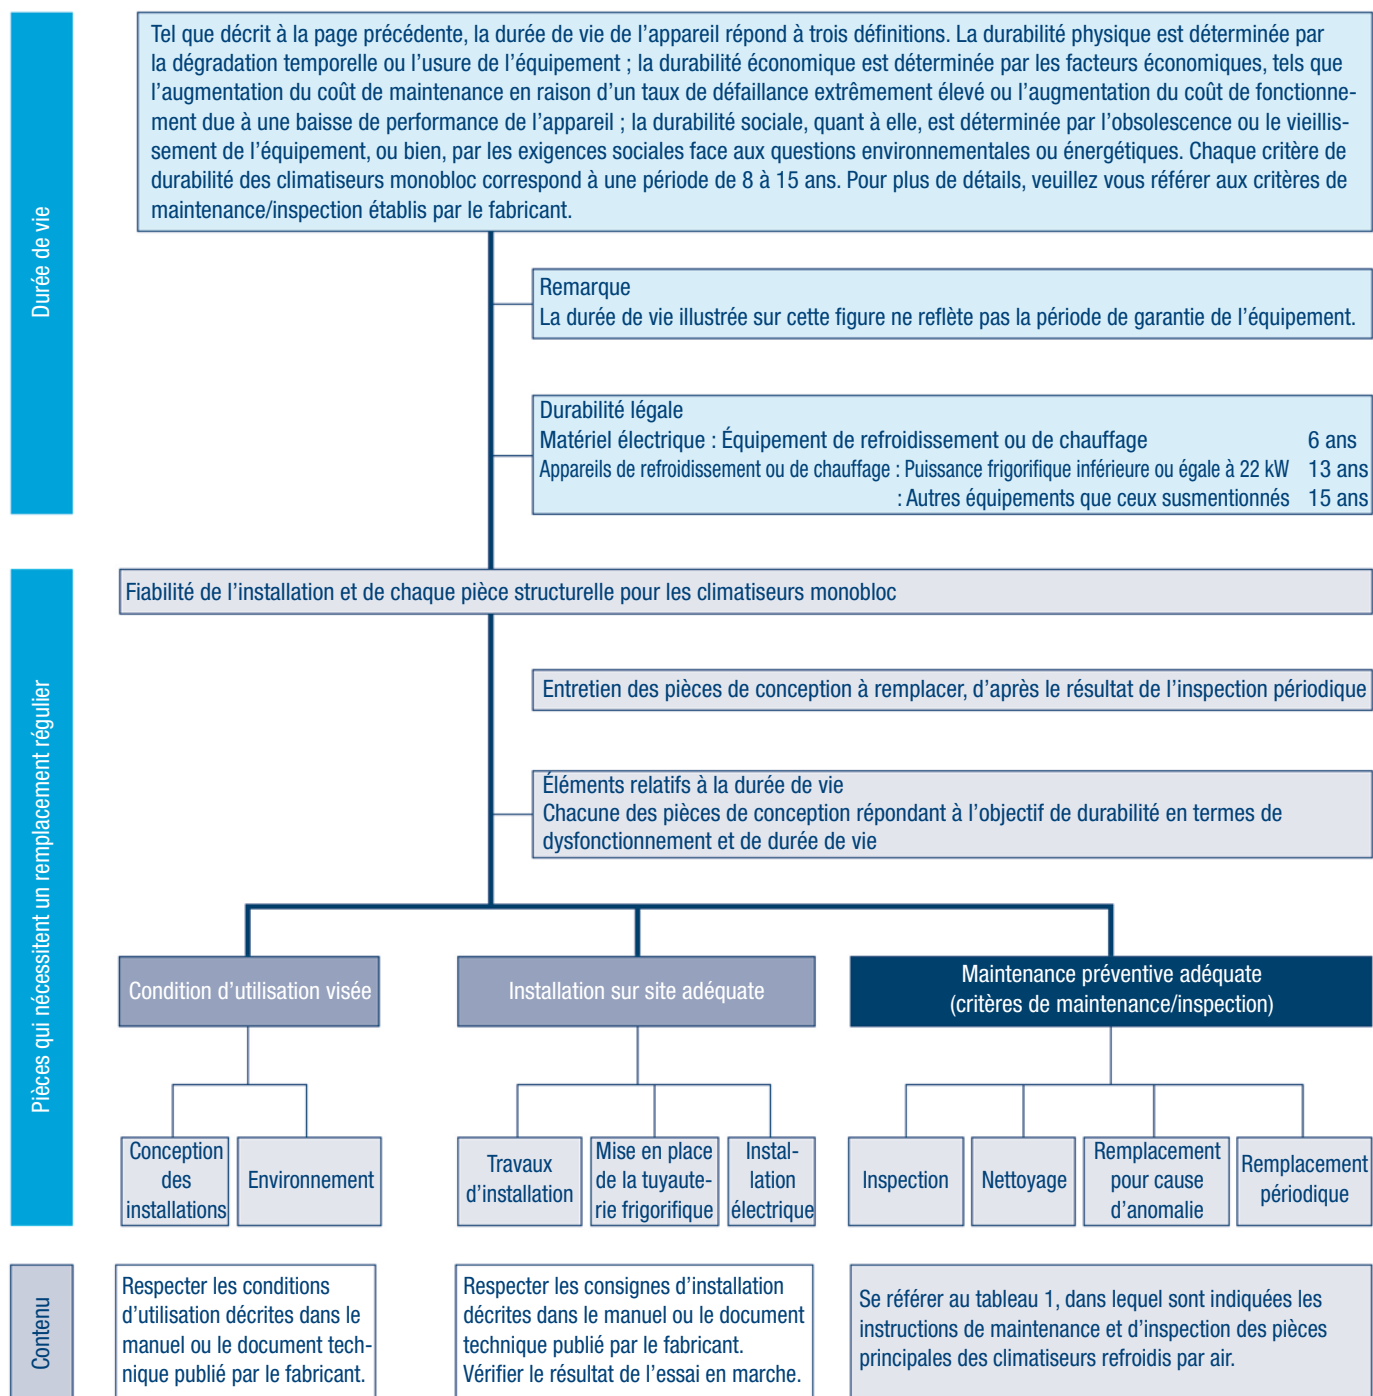 Durée de vie
Tel que décrit à la page précédente, la durée de vie de l'appareil répond à trois définitions. La durabilité physique est déterminée par
la dégradation temporelle ou l'usure de l'équipement ; la durabilité économique est déterminée par les facteurs économiques, tels que
l'augmentation du coût de maintenance en raison d'un taux de défaillance extrêmement élevé ou l'augmentation du coût de fonctionne-
ment due à une baisse de performance de l'appareil ; la durabilité sociale, quant à elle, est déterminée par l'obsolescence ou le vieillis-
sement de l'équipement, ou bien, par les exigences sociales face aux questions environnementales ou énergétiques. Chaque critère de
durabilité des climatiseurs monobloc correspond à une période de 8 à 15 ans. Pour plus de détails, veuillez vous référer aux critères de
maintenance/inspection établis par le fabricant.
Remarque
La durée de vie illustrée sur cette figure ne reflète pas la période de garantie de l'équipement.
Durabilité légale
Matériel électrique : Équipement de refroidissement ou de chauffage 6 ans
Appareils de refroidissement ou de chauffage : Puissance frigorifique inférieure ou égale à 22 kW 13 ans
: Autres équipements que ceux susmentionnés 15 ans
Pièces qui nécessitent un remplacement régulier
Fiabilité de l'installation et de chaque pièce structurelle pour les climatiseurs monobloc
Entretien des pièces de conception à remplacer, d'après le résultat de l'inspection périodique
Éléments relatifs à la durée de vie
Chacune des pièces de conception répondant à l'objectif de durabilité en termes de
dysfonctionnement et de durée de vie
Condition d'utilisation visée
Installation sur site adéquate
Maintenance préventive adéquate
(critères de maintenance/inspection)
Conception
des
installations
Environnement
Travaux
d'installation
Mise en place
de la tuyaute-
rie frigorifique
Instal-
lation
électrique
Inspection
Nettoyage
Remplacement
pour cause
d'anomalie
Remplacement
périodique
Contenu
Respecter les conditions
d'utilisation décrites dans le
manuel ou le document tech-
nique publié par le fabricant.
Respecter les consignes d'installation
décrites dans le manuel ou le document
technique publié par le fabricant.
Vérifier le résultat de l'essai en marche.
Se référer au tableau 1, dans lequel sont indiquées les
instructions de maintenance et d'inspection des pièces
principales des climatiseurs refroidis par air.